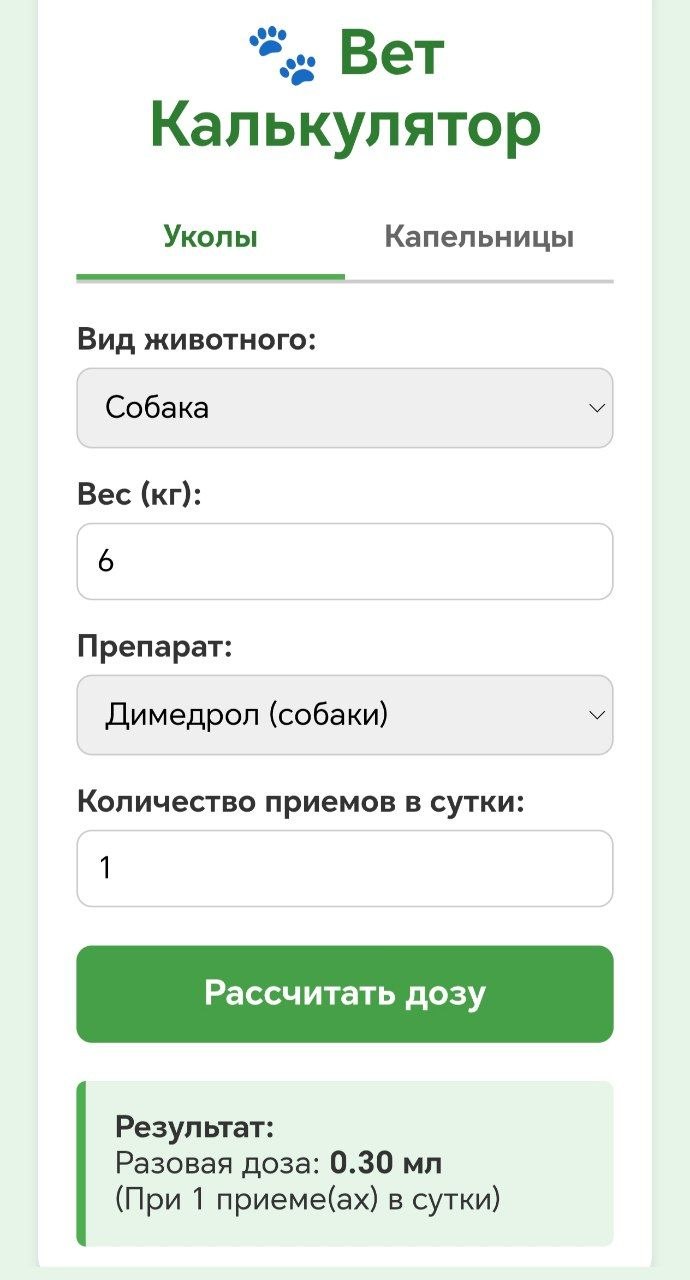 🐾 Вет
Калькулятор
Уколы Капельницы
Вид животного:
Собака
Вес (кг):
6
Препарат:
Димедрол (собаки)
Количество приемов в сутки:
1
Рассчитать дозу
Результат:
Разовая доза: 0.30 мл
(При 1 приеме(ах) в сутки)